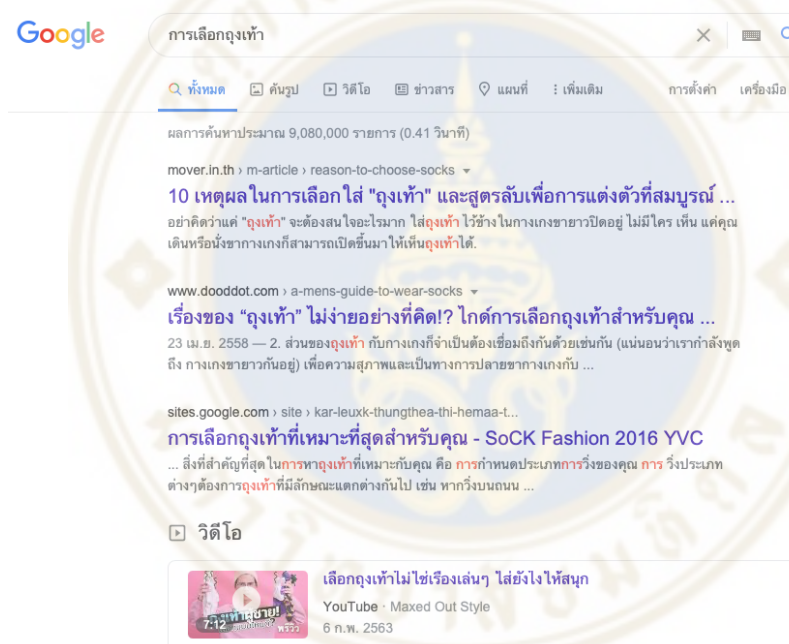 Google
การเลือกถุงเท้า
ทั้งหมด ค้นรูป วิดีโอ ข่าวสาร แผนที่ เพิ่มเติม การตั้งค่า เครื่องมือ
ผลการค้นหาประมาณ 9,080,000 รายการ (0.41 วินาที)
mover.in.th › m-article › reason-to-choose-socks
10 เหตุผลในการเลือกใส่ "ถุงเท้า" และสูตรลับเพื่อการแต่งตัวที่สมบูรณ์ ...
อย่าคิดว่าแค่ "ถุงเท้า" จะต้องสนใจอะไรมาก ใส่ถุงเท้า ไว้ข้างในกางเกงขายาวปิดอยู่ ไม่มีใคร เห็น แค่คุณ
เดินหรือนั่งขากางเกงก็สามารถเปิดขึ้นมาให้เห็นถุงเท้าได้.
www.dooddot.com › a-mens-guide-to-wear-socks
เรื่องของ “ถุงเท้า” ไม่ง่ายอย่างที่คิด!? ไกด์การเลือกถุงเท้าสำหรับคุณ ...
23 เม.ย. 2558 — 2. ส่วนของถุงเท้า กับกางเกงก็จำเป็นต้องเชื่อมถึงกันด้วยเช่นกัน (แน่นอนว่าเรากำลังพูด
ถึง กางเกงขายาวกันอยู่) เพื่อความสุภาพและเป็นทางการปลายขากางเกงกับ ...
sites.google.com › site › kar-leuxk-thungthea-thi-hemaa-t...
การเลือกถุงเท้าที่เหมาะที่สุดสำหรับคุณ - SoCK Fashion 2016 YVC
... สิ่งที่สำคัญที่สุดในการหาถุงเท้าที่เหมาะกับคุณ คือ การกำหนดประเภทการวิ่งของคุณ การ วิ่งประเภท
ต่างๆต้องการถุงเท้าที่มีลักษณะแตกต่างกันไป เช่น หากวิ่งบนถนน ...
วิดีโอ
เลือกถุงเท้าไม่ใช่เรื่องเล่นๆ ใส่ยังไงให้สนุก
YouTube · Maxed Out Style
7:12 พรีวิว
6 ก.พ. 2563